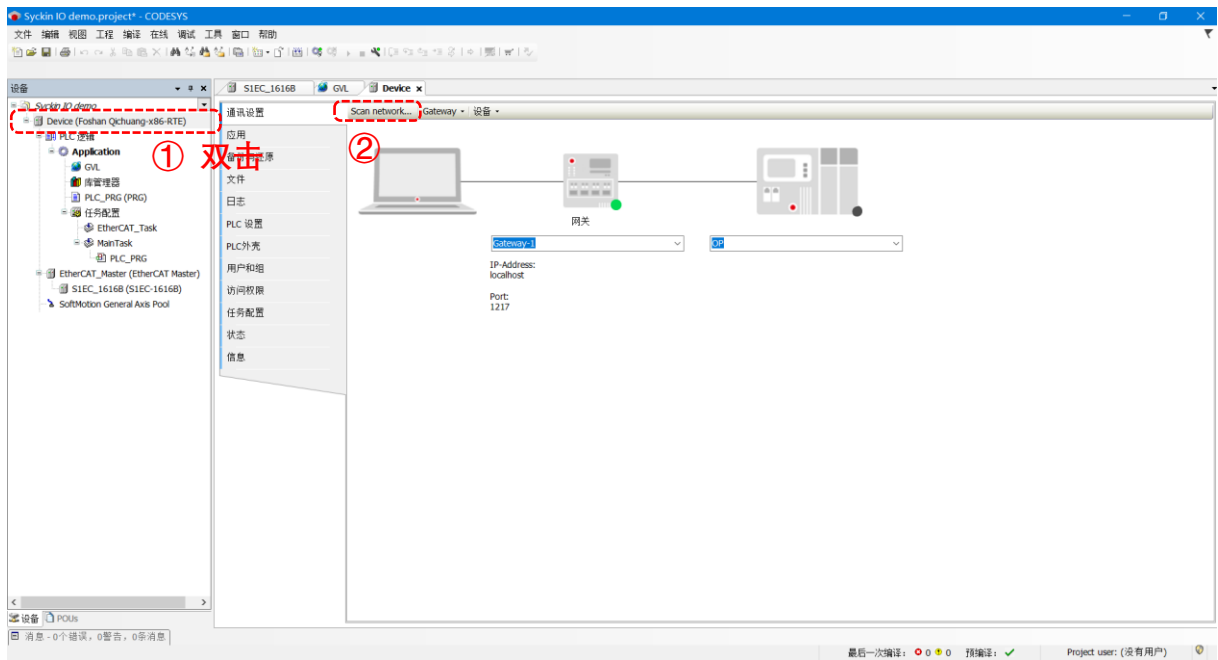 Syckin IO demo.project* - CODESYS
文件 编辑 视图 工程 编译 在线 调试 工具 窗口 帮助
设备
S1EC_1616B GVL Device
Syckin IO demo
Device (Foshan Qichuang-x86-RTE)
PLC 逻辑
Application
GVL
库管理器
PLC_PRG (PRG)
任务配置
EtherCAT_Task
MainTask
PLC_PRG
EtherCAT_Master (EtherCAT Master)
S1EC_1616B (S1EC-1616B)
SoftMotion General Axis Pool
① 双击
通讯设置
应用
备份与还原
文件
日志
PLC 设置
PLC外壳
用户和组
访问权限
任务配置
状态
信息
Scan network... Gateway 设备
②
网关
Gateway-1 OP
IP-Address:
localhost
Port:
1217
设备 POUs
消息 - 0个错误, 0警告, 0条消息
最后一次编译: 0 0 预编译: Project user: (没有用户)